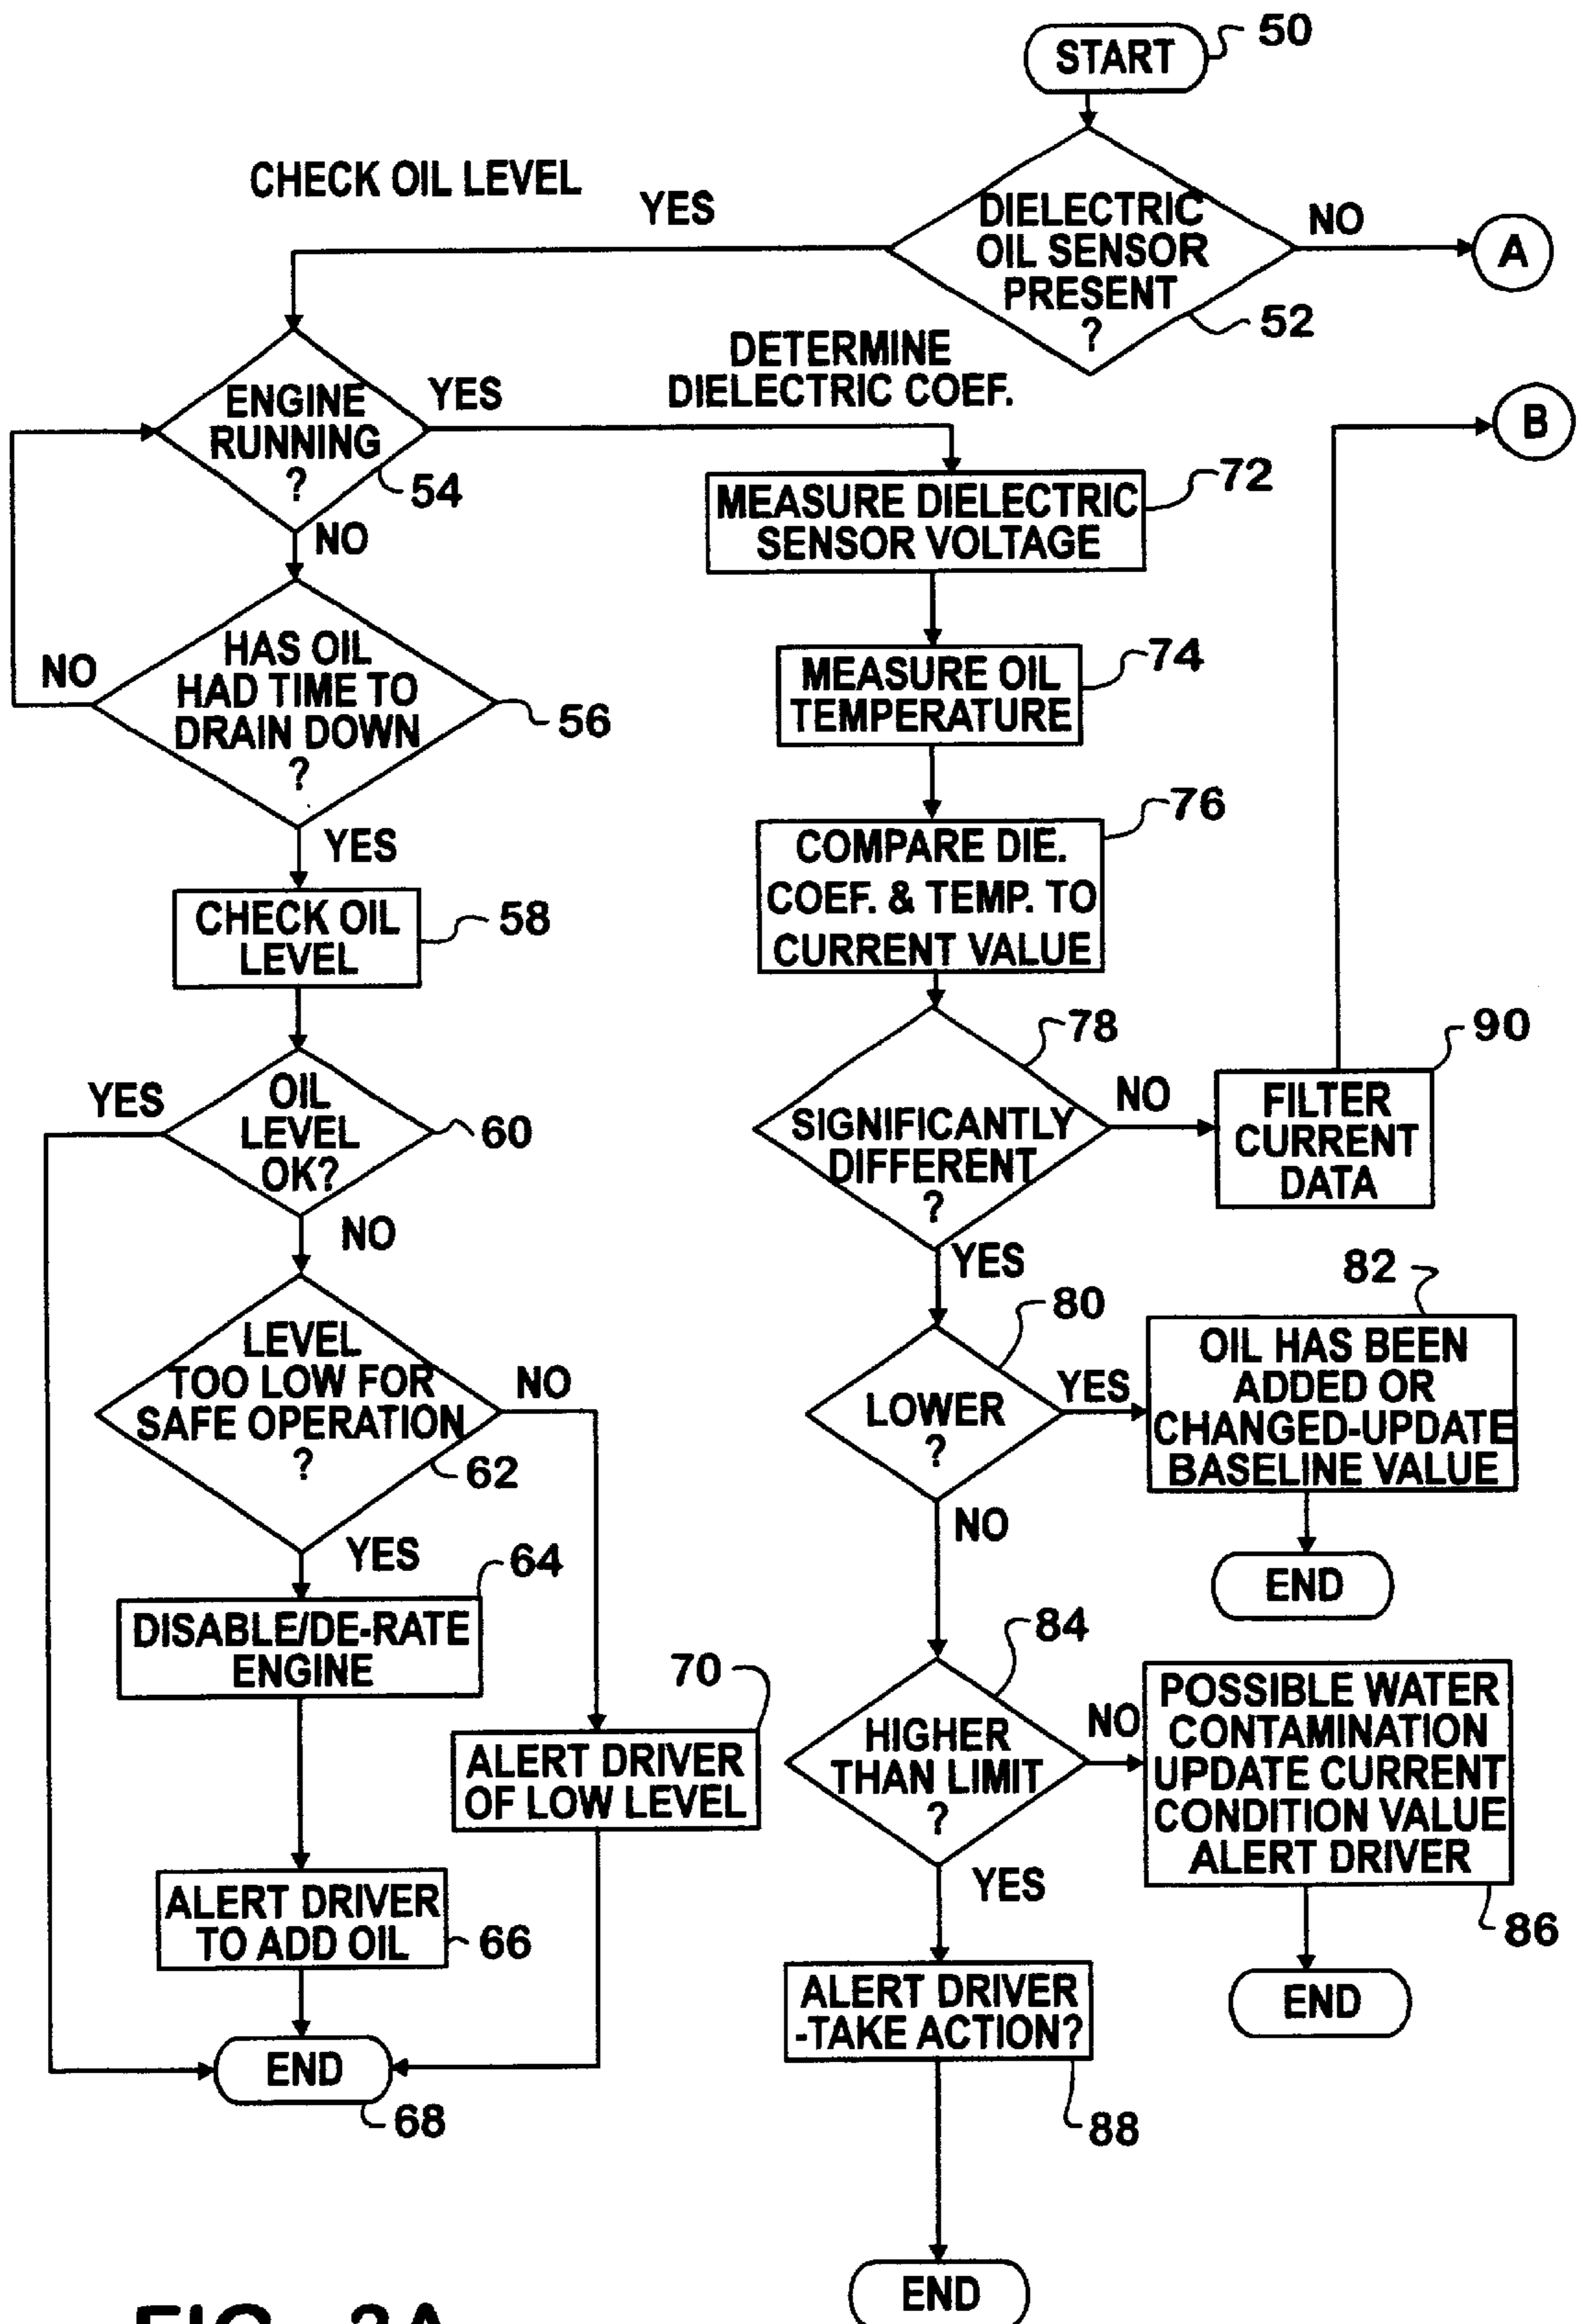 START
50
CHECK OIL LEVEL
YES
DIELECTRIC
OIL SENSOR
PRESENT
?
52
NO
A
ENGINE
RUNNING
?
54
YES
DETERMINE
DIELECTRIC COEF.
B
NO
HAS OIL
HAD TIME TO
DRAIN DOWN
?
56
NO
YES
CHECK OIL
LEVEL
58
OIL
LEVEL
OK?
60
YES
NO
LEVEL
TOO LOW FOR
SAFE OPERATION
?
62
NO
YES
DISABLE/DE-RATE
ENGINE
64
ALERT DRIVER
OF LOW LEVEL
70
ALERT DRIVER
TO ADD OIL
66
END
68
MEASURE DIELECTRIC
SENSOR VOLTAGE
72
MEASURE OIL
TEMPERATURE
74
COMPARE DIE.
COEF. & TEMP. TO
CURRENT VALUE
76
SIGNIFICANTLY
DIFFERENT
?
78
NO
FILTER
CURRENT
DATA
90
YES
LOWER
?
80
YES
OIL HAS BEEN
ADDED OR
CHANGED-UPDATE
BASELINE VALUE
82
END
NO
HIGHER
THAN LIMIT
?
84
NO
POSSIBLE WATER
CONTAMINATION
UPDATE CURRENT
CONDITION VALUE
ALERT DRIVER
86
END
YES
ALERT DRIVER
-TAKE ACTION?
88
END